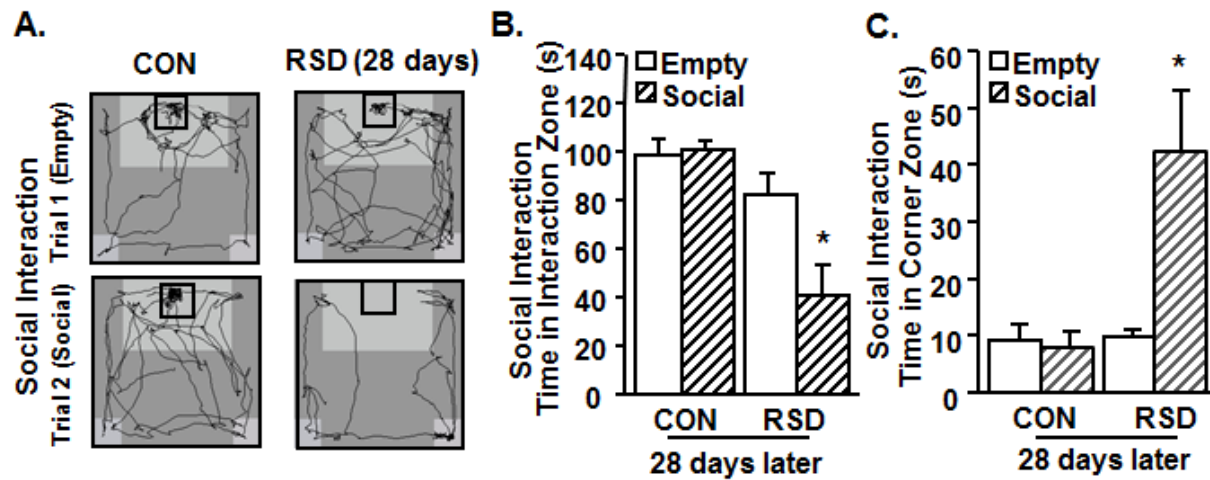 A.
CON
RSD (28 days)
Social Interaction
Trial 1 (Empty)
Trial 2 (Social)
B.
Social Interaction
Time in Interaction Zone (s)
140
120
100
80
60
40
20
0
Empty
Social
*
CON
RSD
28 days later
C.
Social Interaction
Time in Corner Zone (s)
60
50
40
30
20
10
0
Empty
Social
*
CON
RSD
28 days later